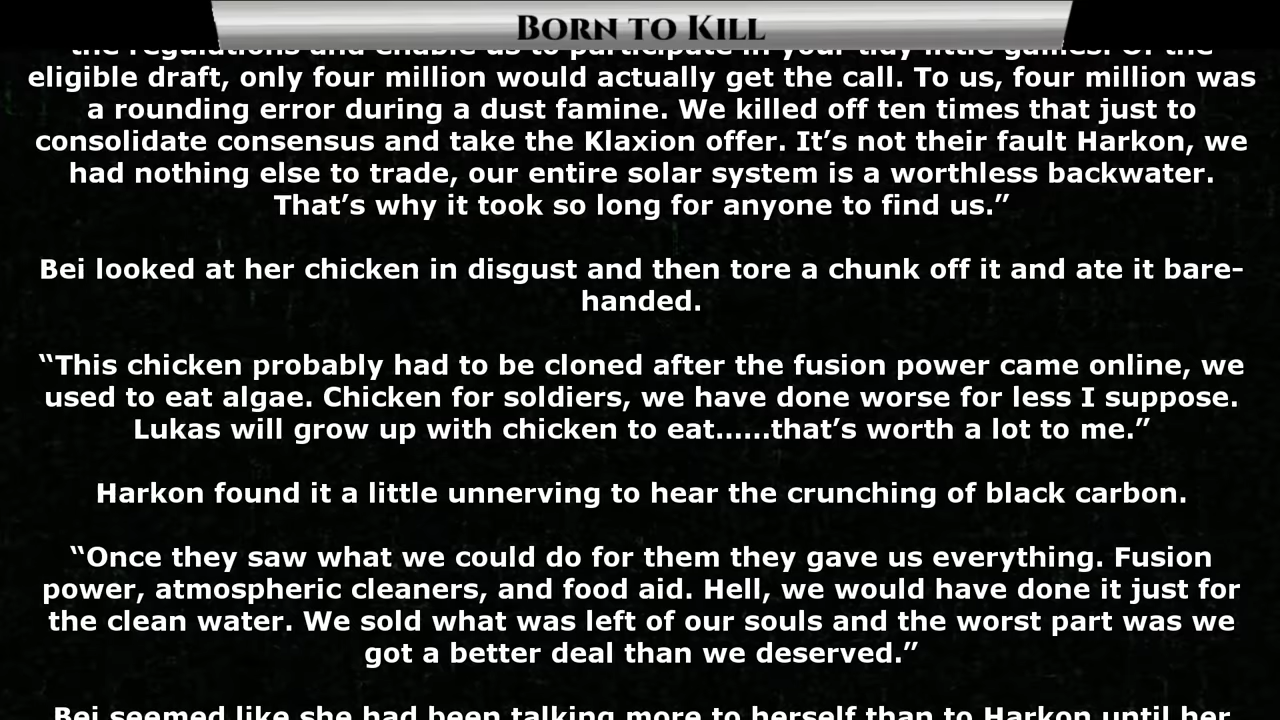 Born to Kill
the regulations and enable us to participate in your tidy little games. Of the
eligible draft, only four million would actually get the call. To us, four million was
a rounding error during a dust famine. We killed off ten times that just to
consolidate consensus and take the Klaxion offer. It’s not their fault Harkon, we
had nothing else to trade, our entire solar system is a worthless backwater.
That’s why it took so long for anyone to find us.”
Bei looked at her chicken in disgust and then tore a chunk off it and ate it bare-
handed.
“This chicken probably had to be cloned after the fusion power came online, we
used to eat algae. Chicken for soldiers, we have done worse for less I suppose.
Lukas will grow up with chicken to eat......that’s worth a lot to me.”
Harkon found it a little unnerving to hear the crunching of black carbon.
“Once they saw what we could do for them they gave us everything. Fusion
power, atmospheric cleaners, and food aid. Hell, we would have done it just for
the clean water. We sold what was left of our souls and the worst part was we
got a better deal than we deserved.”
Bei seemed like she had been talking more to herself than to Harkon until her